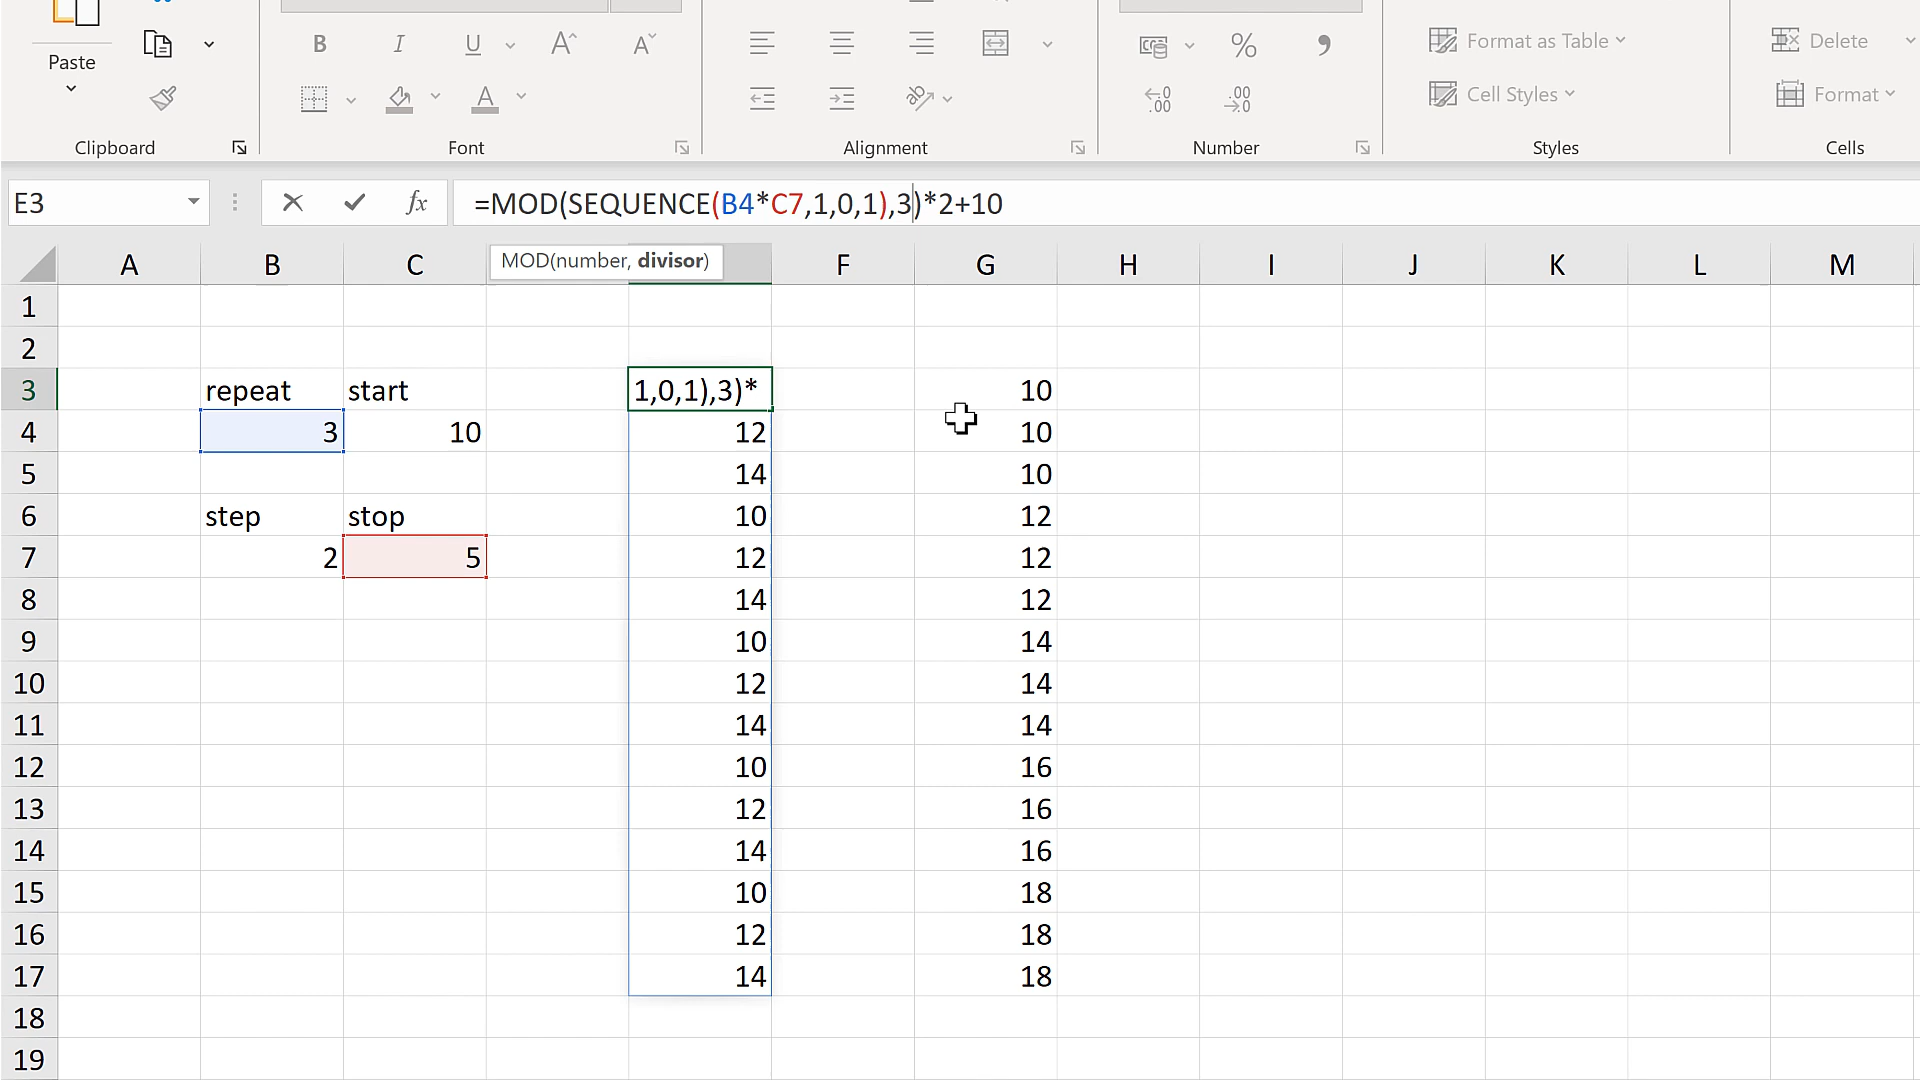 Paste
B I U A A
A ab
% ,
.00 .00
Format as Table
Cell Styles
Delete
Format
Clipboard Font Alignment Number Styles Cells
E3 fx =MOD(SEQUENCE(B4*C7,1,0,1),3)*2+10
MOD(number, divisor)
A B C F G H I J K L M
1
2
3 repeat start 1,0,1),3)* 10
4 3 10 12 10
5 14 10
6 step stop 10 12
7 2 5 12 12
8 14 12
9 10 14
10 12 14
11 14 14
12 10 16
13 12 16
14 14 16
15 10 18
16 12 18
17 14 18
18
19